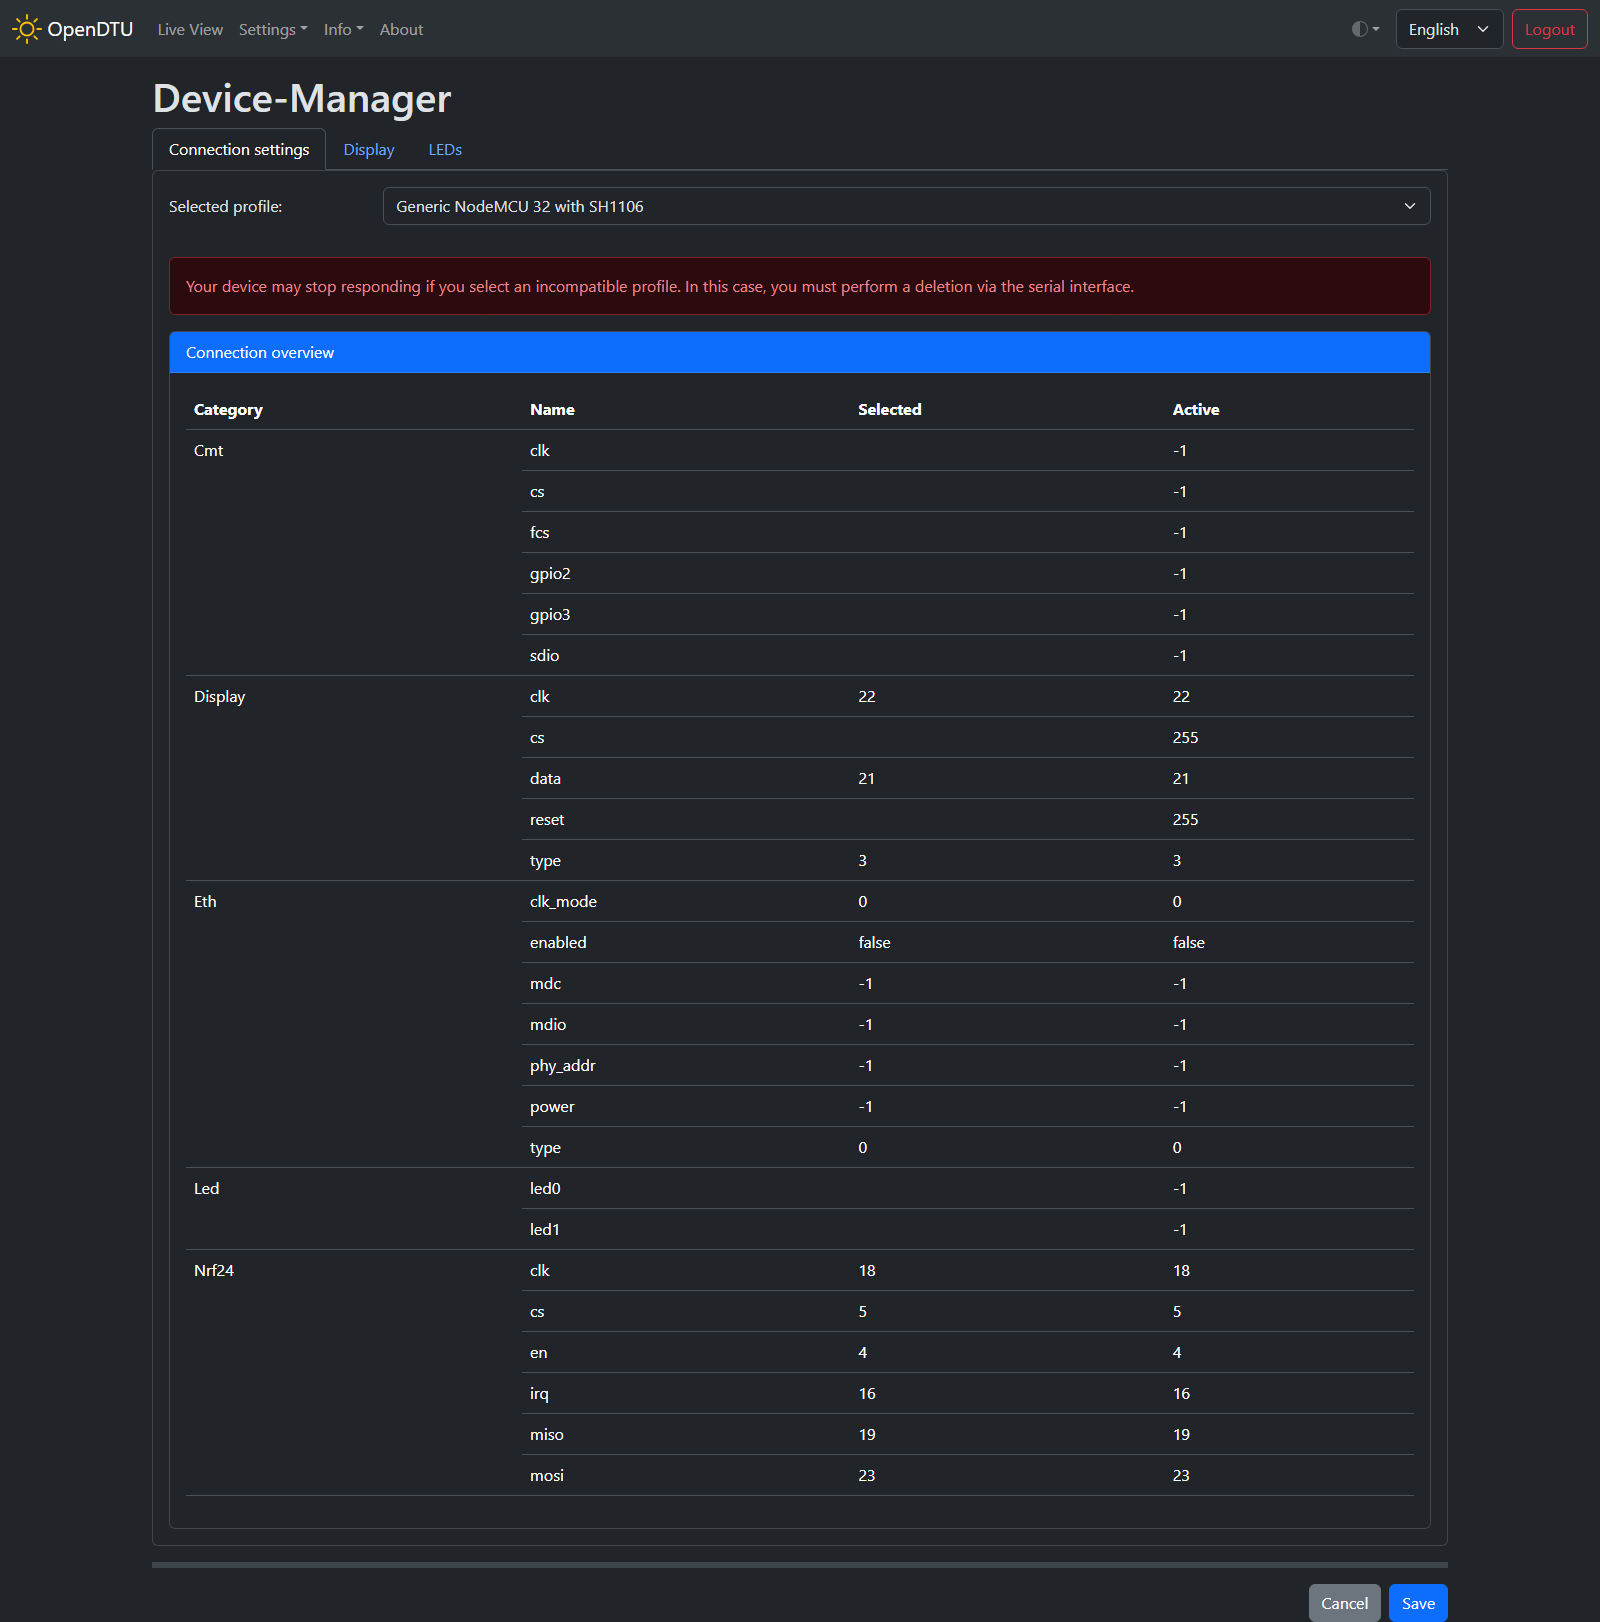 OpenDTU Live View Settings Info About English Logout
Device-Manager
Connection settings Display LEDs
Selected profile: Generic NodeMCU 32 with SH1106
Your device may stop responding if you select an incompatible profile. In this case, you must perform a deletion via the serial interface.
Connection overview
Category Name Selected Active
Cmt clk -1
cs -1
fcs -1
gpio2 -1
gpio3 -1
sdio -1
Display clk 22 22
cs 255
data 21 21
reset 255
type 3 3
Eth clk_mode 0 0
enabled false false
mdc -1 -1
mdio -1 -1
phy_addr -1 -1
power -1 -1
type 0 0
Led led0 -1
led1 -1
Nrf24 clk 18 18
cs 5 5
en 4 4
irq 16 16
miso 19 19
mosi 23 23
Cancel Save